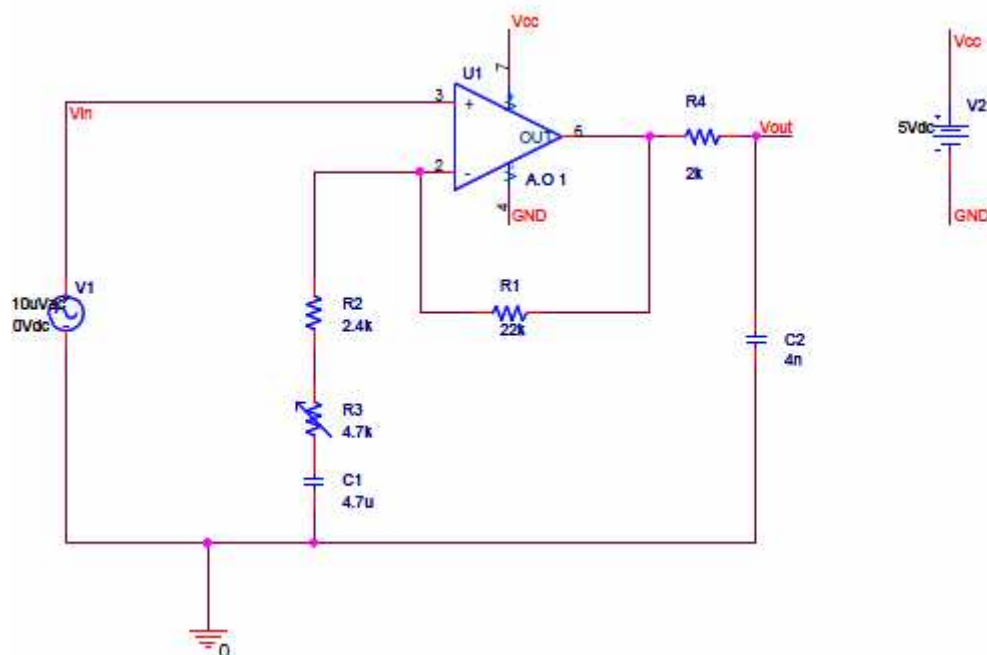 Vcc
7
U1
3
+
Vin
OUT
6
R4
2k
Vout
2
-
A.O 1
4
GND
Vcc
V2
+
5Vdc
-
GND
V1
10uVac
0Vdc
-
R2
2.4k
R1
22k
C2
4n
R3
4.7k
C1
4.7u
0